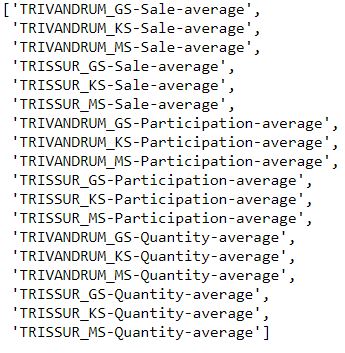 ['TRIVANDRUM_GS-Sale-average',
'TRIVANDRUM_KS-Sale-average',
'TRIVANDRUM_MS-Sale-average',
'TRISSUR_GS-Sale-average',
'TRISSUR_KS-Sale-average',
'TRISSUR_MS-Sale-average',
'TRIVANDRUM_GS-Participation-average',
'TRIVANDRUM_KS-Participation-average',
'TRIVANDRUM_MS-Participation-average',
'TRISSUR_GS-Participation-average',
'TRISSUR_KS-Participation-average',
'TRISSUR_MS-Participation-average',
'TRIVANDRUM_GS-Quantity-average',
'TRIVANDRUM_KS-Quantity-average',
'TRIVANDRUM_MS-Quantity-average',
'TRISSUR_GS-Quantity-average',
'TRISSUR_KS-Quantity-average',
'TRISSUR_MS-Quantity-average']